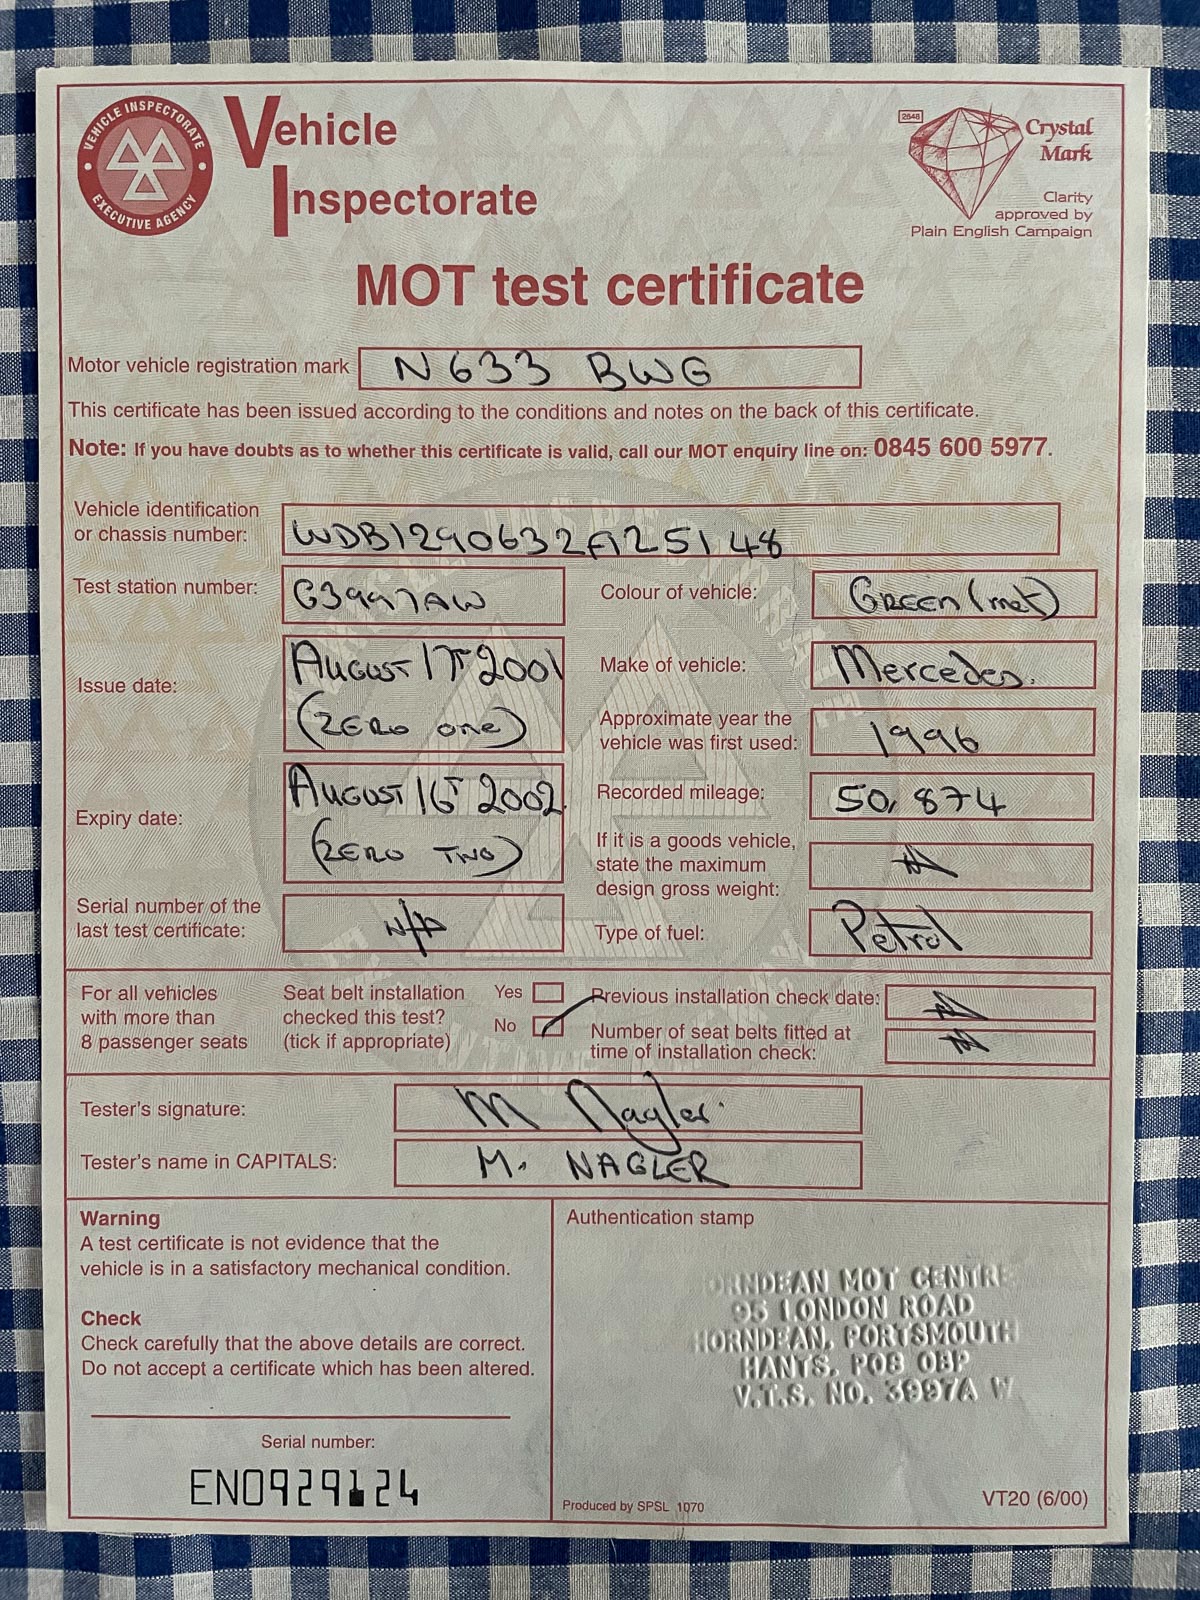 VEHICLE INSPECTORATE
EXECUTIVE AGENCY
Vehicle
Inspectorate
2648
Crystal
Mark
Clarity
approved by
Plain English Campaign
MOT test certificate
Motor vehicle registration mark N633 BWG
This certificate has been issued according to the conditions and notes on the back of this certificate.
Note: If you have doubts as to whether this certificate is valid, call our MOT enquiry line on: 0845 600 5977.
Vehicle identification
or chassis number: WDB1290632F125148
Test station number: G3997AW
Colour of vehicle: GREEN (met)
Issue date: AUGUST 17T 2001
(ZERO ONE)
Make of vehicle: Mercedes.
Approximate year the
vehicle was first used: 1996
Expiry date: AUGUST 16T 2002
(ZERO TWO)
Recorded mileage: 50,874
If it is a goods vehicle,
state the maximum
design gross weight:
Serial number of the
last test certificate: N/A
Type of fuel: Petrol
For all vehicles
with more than
8 passenger seats
Seat belt installation
checked this test?
(tick if appropriate)
Yes
No
Previous installation check date:
Number of seat belts fitted at
time of installation check:
Tester's signature: M Nagler
Tester's name in CAPITALS: M. NAGLER
Warning
A test certificate is not evidence that the
vehicle is in a satisfactory mechanical condition.
Check
Check carefully that the above details are correct.
Do not accept a certificate which has been altered.
Serial number:
EN0929124
Authentication stamp
ORNDEAN MOT CENTRE
95 LONDON ROAD
HORNDEAN, PORTSMOUTH
HANTS. PO8 0BP
V.T.S. NO. 3997A W
Produced by SPSL 1070
VT20 (6/00)